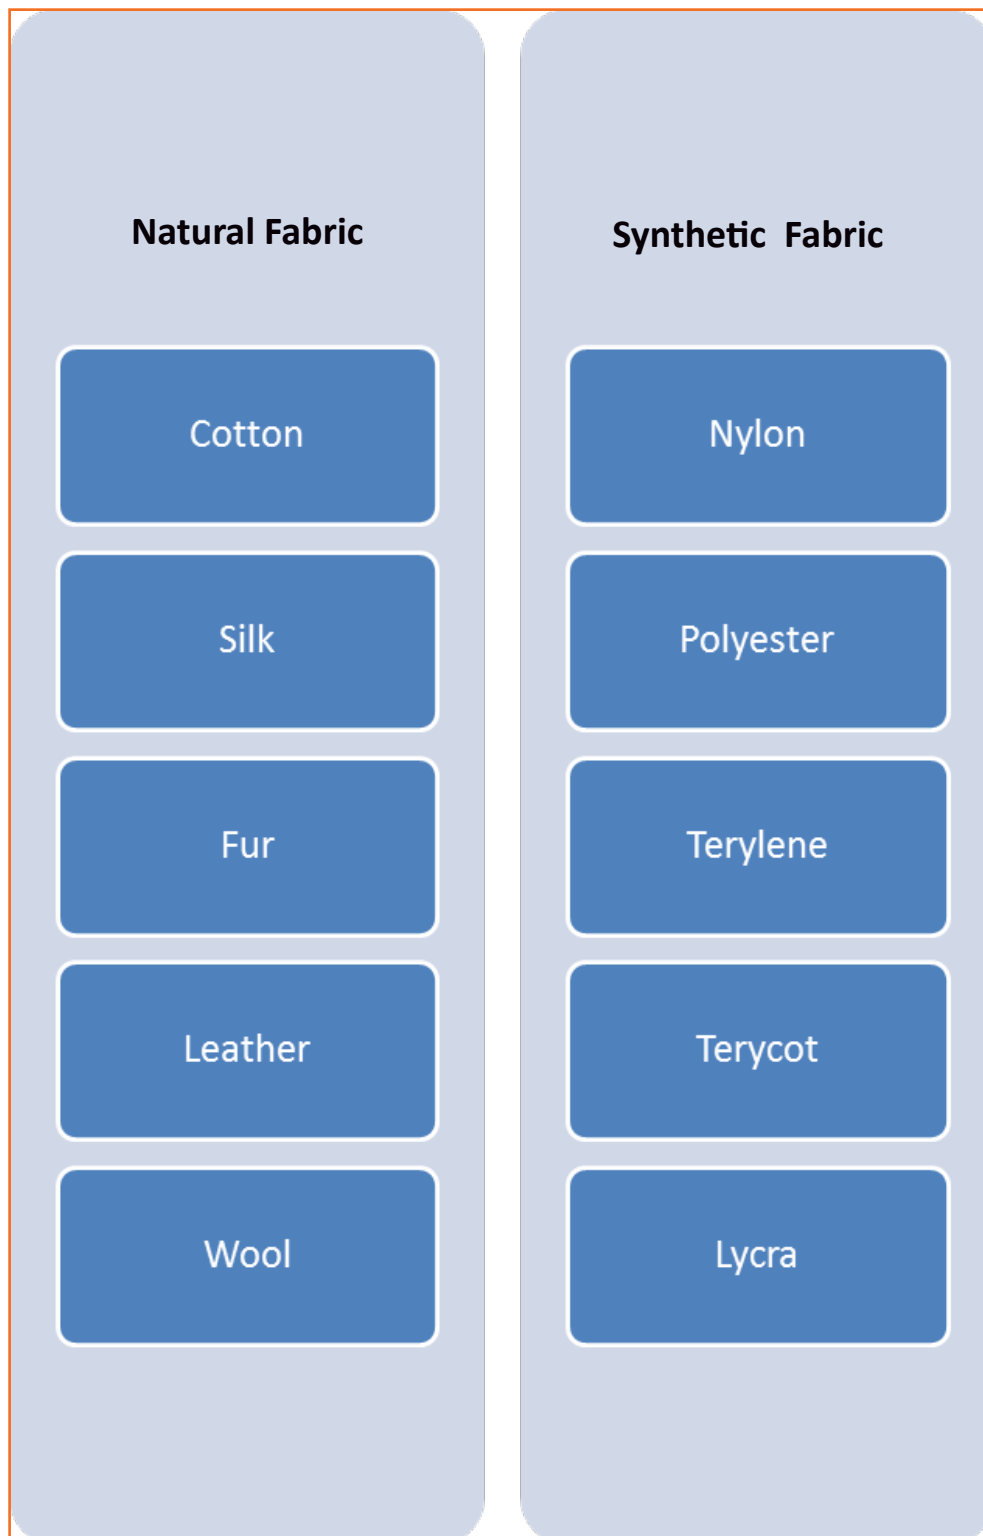 Natural Fabric
Cotton
Silk
Fur
Leather
Wool
Synthetic  Fabric
Nylon
Polyester
Terylene
Terycot
Lycra